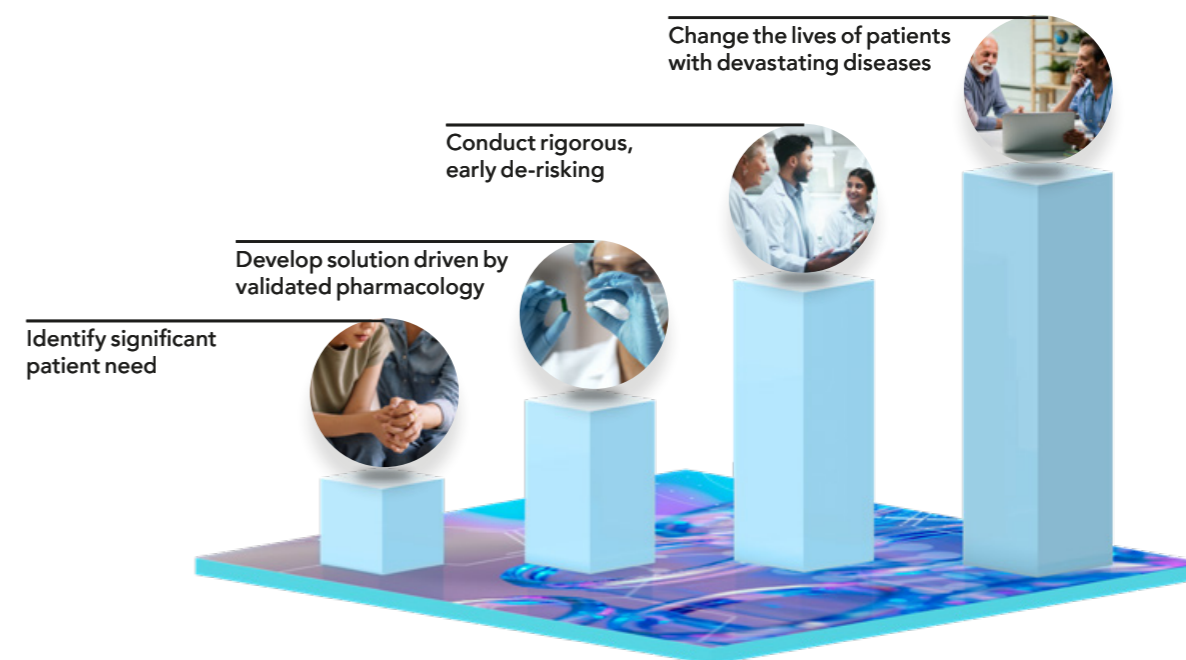 Change the lives of patients
with devastating diseases
Conduct rigorous,
early de-risking
Develop solution driven by
validated pharmacology
Identify significant
patient need